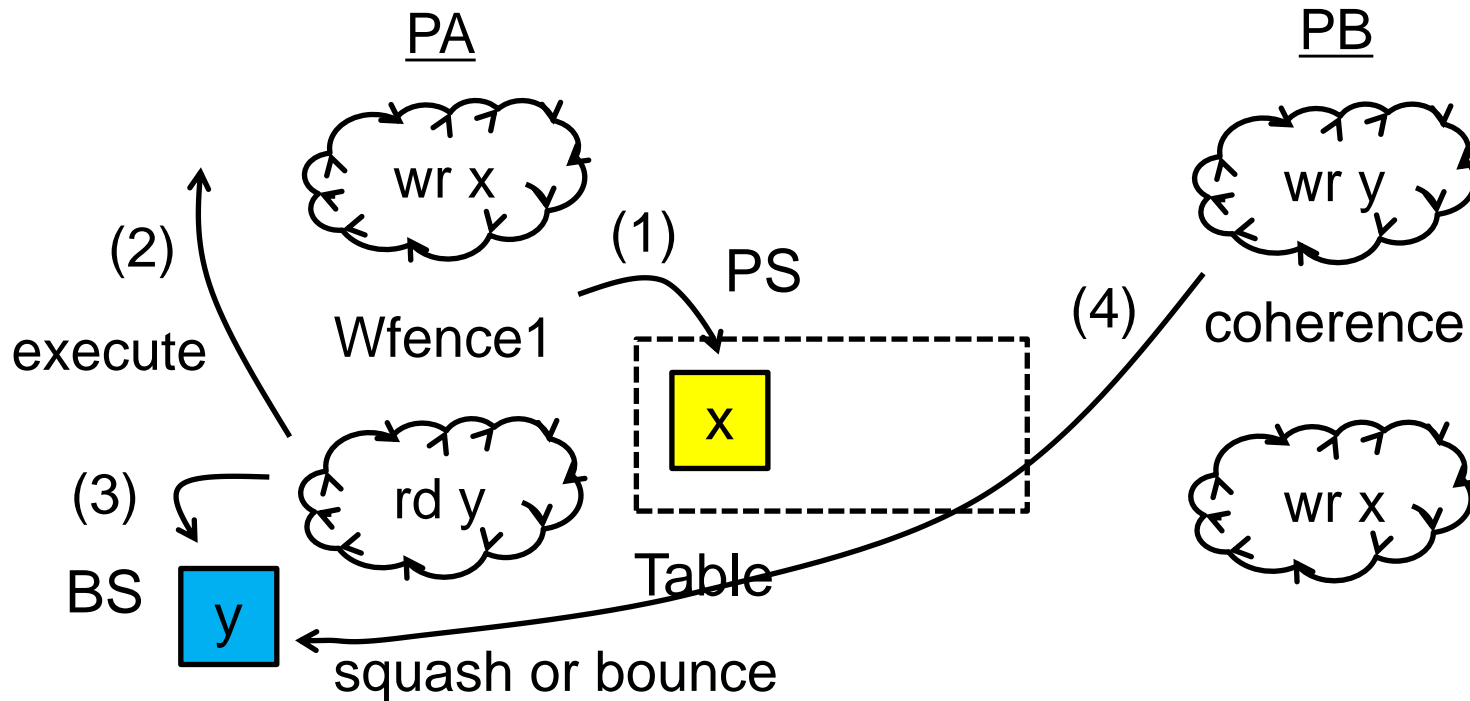 PA
PB
wr x
wr y
(1)
(2)
PS
(4)
Wfence1
coherence
execute
x
(3)
rd y
wr x
Table
BS
y
squash or bounce